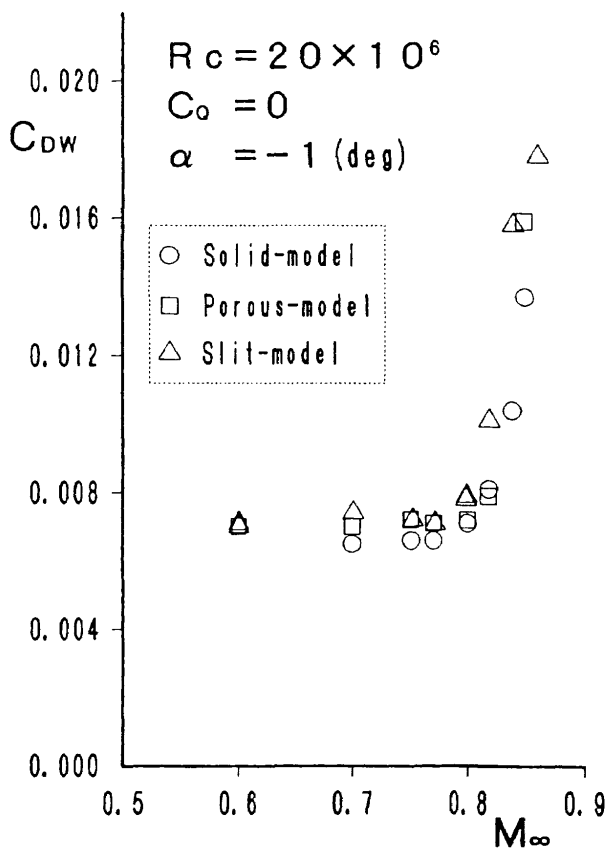 Rc=20×10⁶
C_Q=0
α =-1(deg)
C_DW
0.020
0.016
0.012
0.008
0.004
0.000
Solid-model
Porous-model
Slit-model
0.5 0.6 0.7 0.8 0.9
M∞